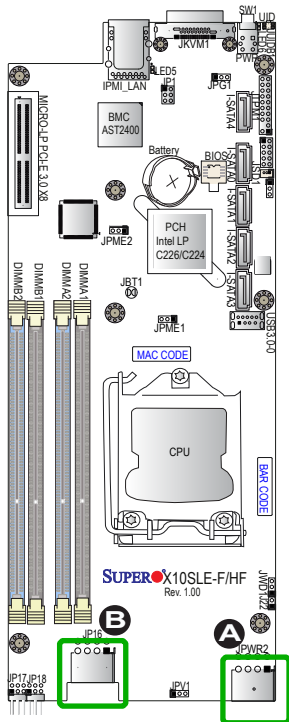 SW1
UID
JKVM1
PWR
LED5
IPMI_LAN
JP1
JPG1
I-SATA4
MICRO-LP PCI-E 3.0 X8
BMC
AST2400
Battery
BIOS
I-SATA0
I-SATA1
PCH
Intel LP
C226/C224
JPME2
I-SATA2
I-SATA3
JBT1
DIMMB2
DIMMB1
DIMMA2
DIMMA1
JPME1
USB3.0-0
MAC CODE
CPU
BAR CODE
SUPER X10SLE-F/HF
Rev. 1.00
B
JP16
A
JPWR2
JP17
JP18
JPV1